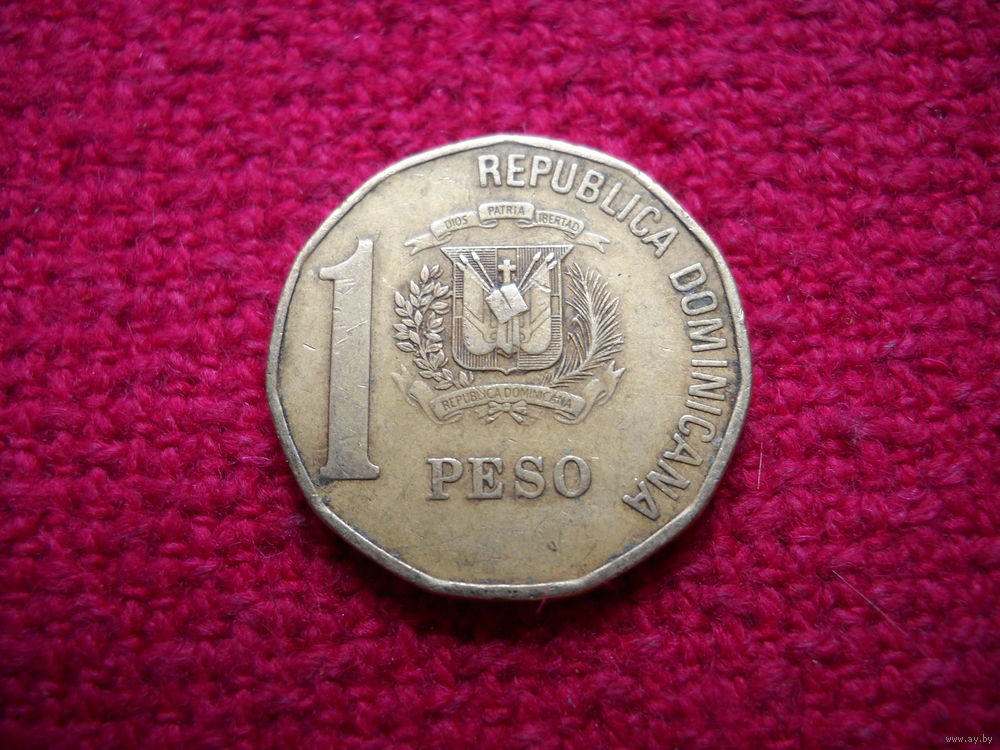 REPUBLICA DOMINICANA
DIOS PATRIA LIBERTAD
1
REPUBLICA DOMINICANA
PESO
www.ay.by